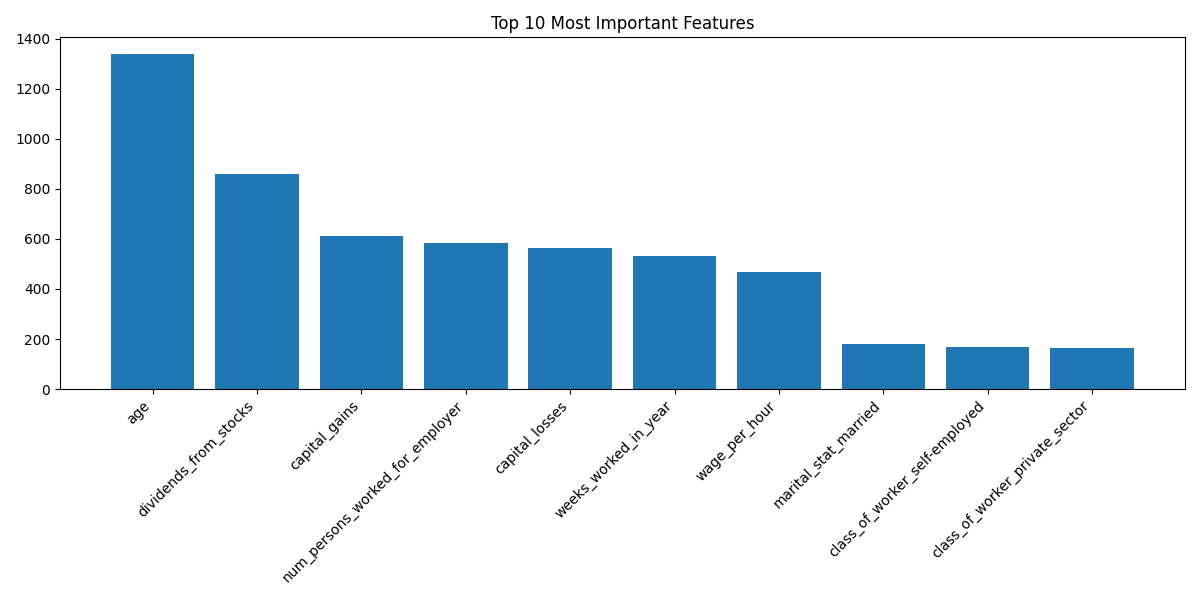 Top 10 Most Important Features
1400
1200
1000
800
600
400
200
0
age
dividends_from_stocks
capital_gains
num_persons_worked_for_employer
capital_losses
weeks_worked_in_year
wage_per_hour
marital_stat_married
class_of_worker_self-employed
class_of_worker_private_sector